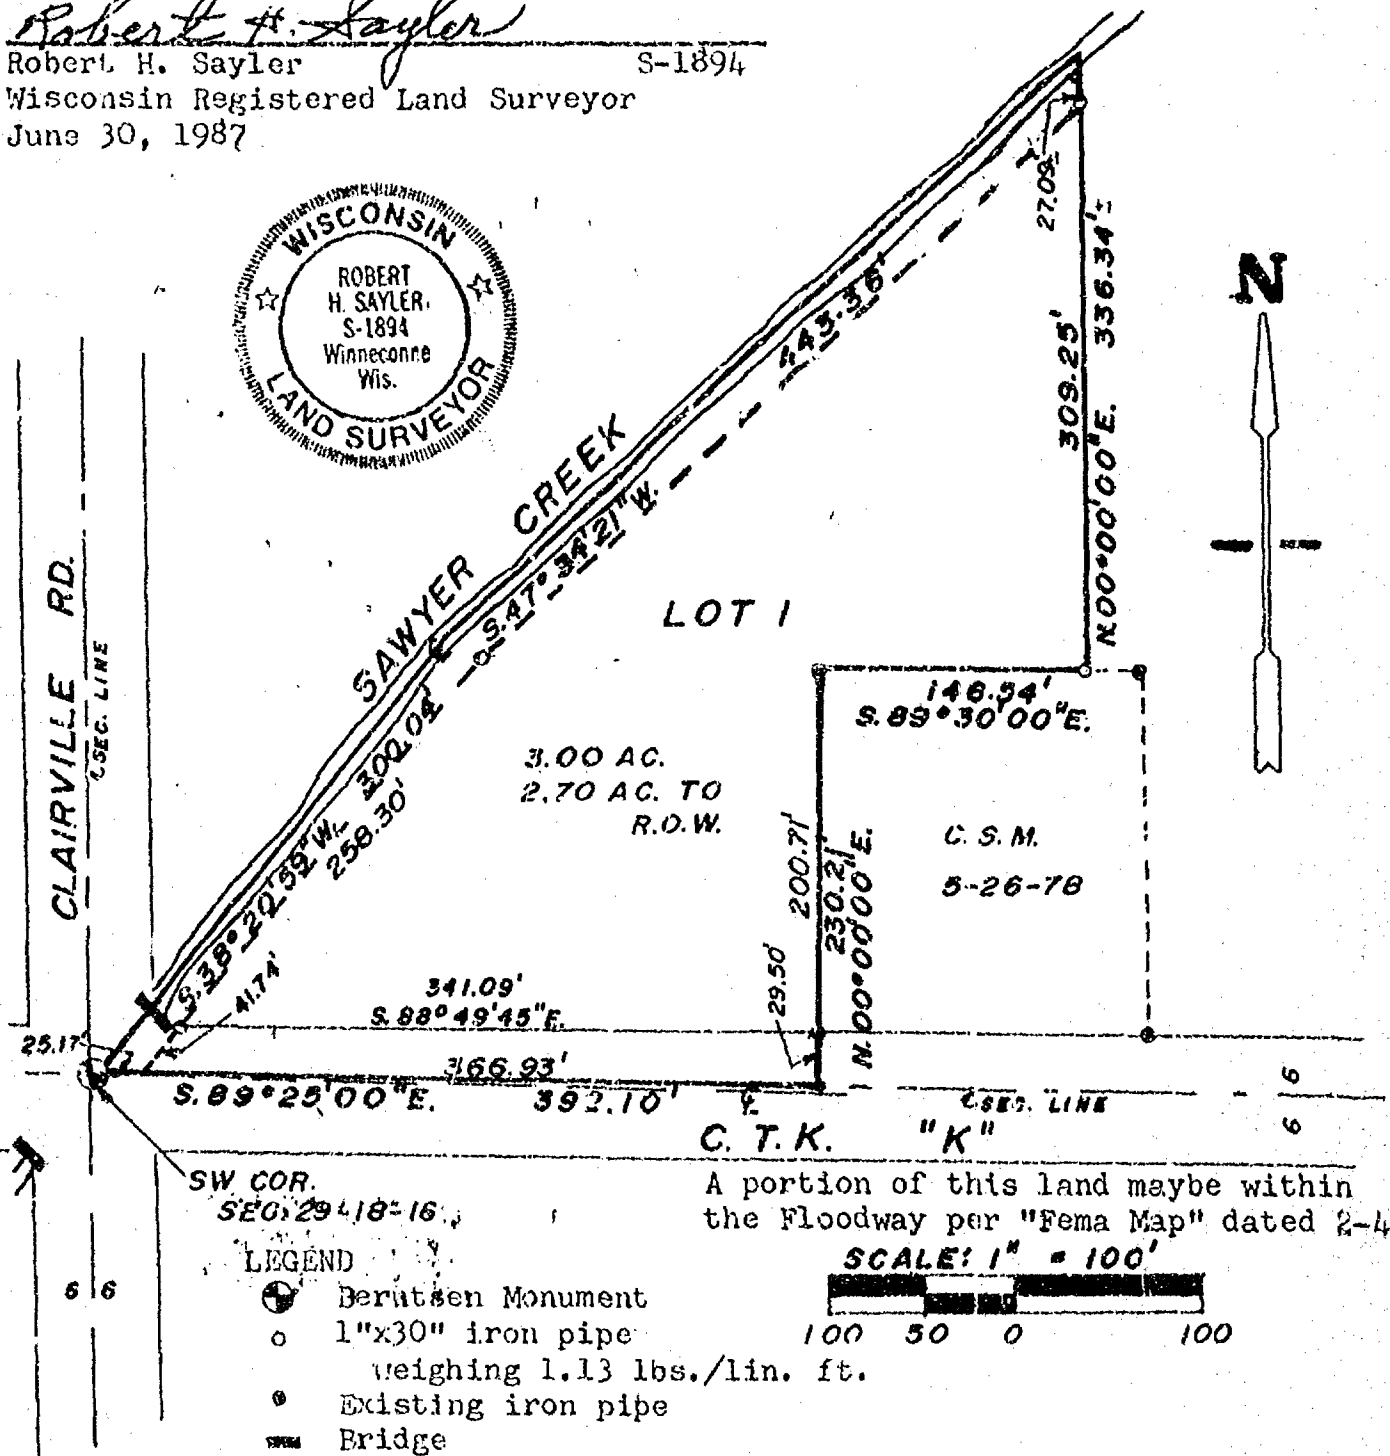 Robert H. Sayler
Robert H. Sayler S-1894
Wisconsin Registered Land Surveyor
June 30, 1987
WISCONSIN
LAND SURVEYOR
ROBERT
H. SAYLER
S-1894
Winneconne
Wis.
N
27.09'±
336.34'±
309.25'
N.00°00'00"E.
443.36'
S.47°34'21"W.
SAWYER CREEK
LOT 1
CLAIRVILLE RD.
SEC. LINE
146.54'
S.89°30'00"E.
3.00 AC.
2.70 AC. TO
R.O.W.
300.04'
S.38°20'59"W.
258.30'
41.74'
200.71'
230.21'
N.00°00'00"E.
29.50'
C.S.M.
5-26-78
341.09'
S.88°49'45"E.
25.17'
366.93'
S.89°25'00"E. 392.10'
SEC. LINE
6
6
C.T.K. "K"
SW COR.
SEC. 29-18-16
A portion of this land maybe within
the Floodway per "Fema Map" dated 2-4
SCALE: 1" = 100'
100 50 0 100
6 6
LEGEND
Berntsen Monument
1"x30" iron pipe
weighing 1.13 lbs./lin. ft.
Existing iron pipe
Bridge